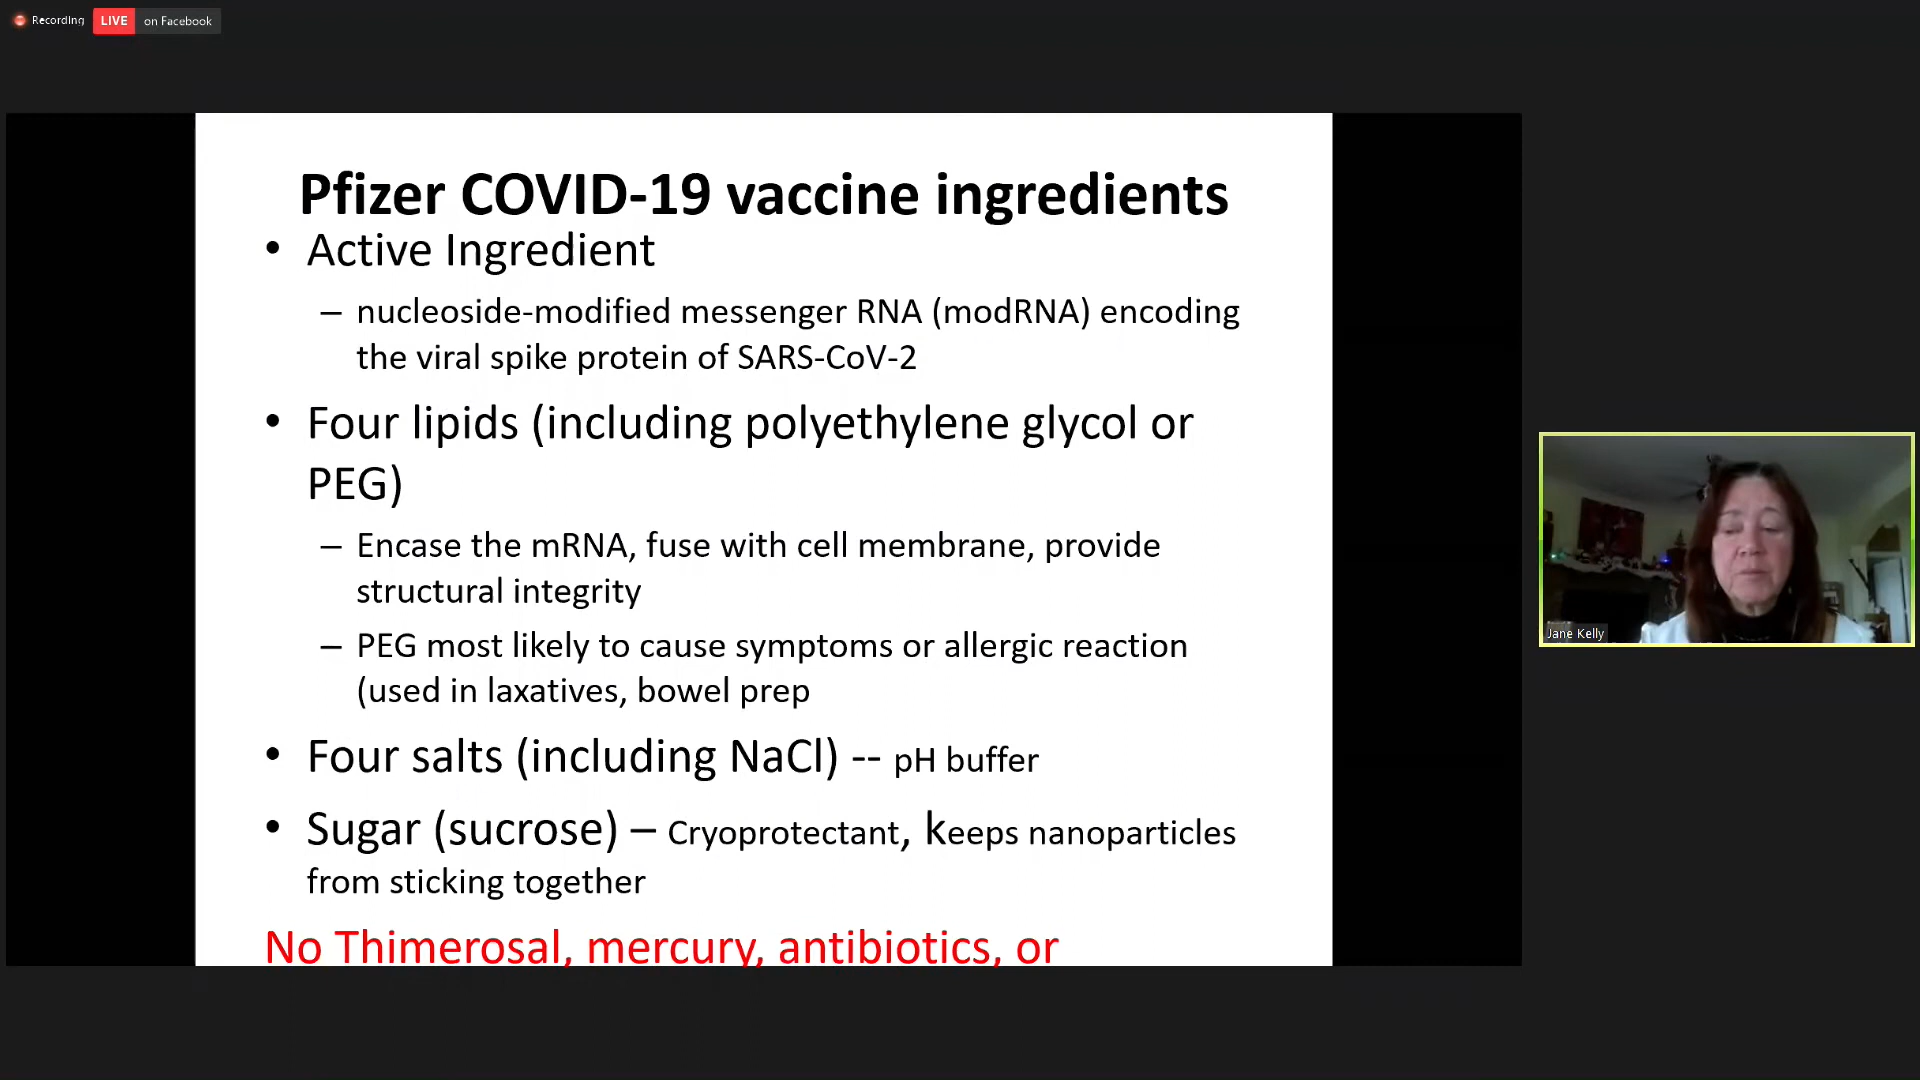 Recording LIVE on Facebook
Pfizer COVID-19 vaccine ingredients
• Active Ingredient
– nucleoside-modified messenger RNA (modRNA) encoding
the viral spike protein of SARS-CoV-2
• Four lipids (including polyethylene glycol or
PEG)
– Encase the mRNA, fuse with cell membrane, provide
structural integrity
– PEG most likely to cause symptoms or allergic reaction
(used in laxatives, bowel prep
• Four salts (including NaCl) -- pH buffer
• Sugar (sucrose) – Cryoprotectant, keeps nanoparticles
from sticking together
No Thimerosal, mercury, antibiotics, or
Jane Kelly